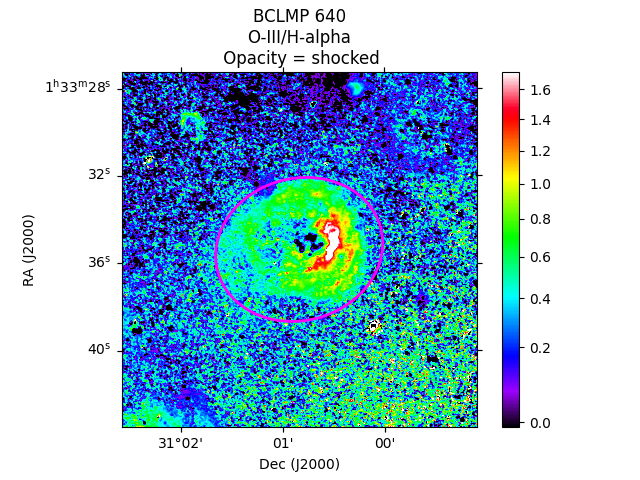 BCLMP 640
O-III/H-alpha
Opacity = shocked
1ʰ33ᵐ28ˢ
32ˢ
36ˢ
40ˢ
RA (J2000)
31°02'
01'
00'
Dec (J2000)
1.6
1.4
1.2
1.0
0.8
0.6
0.4
0.2
0.0